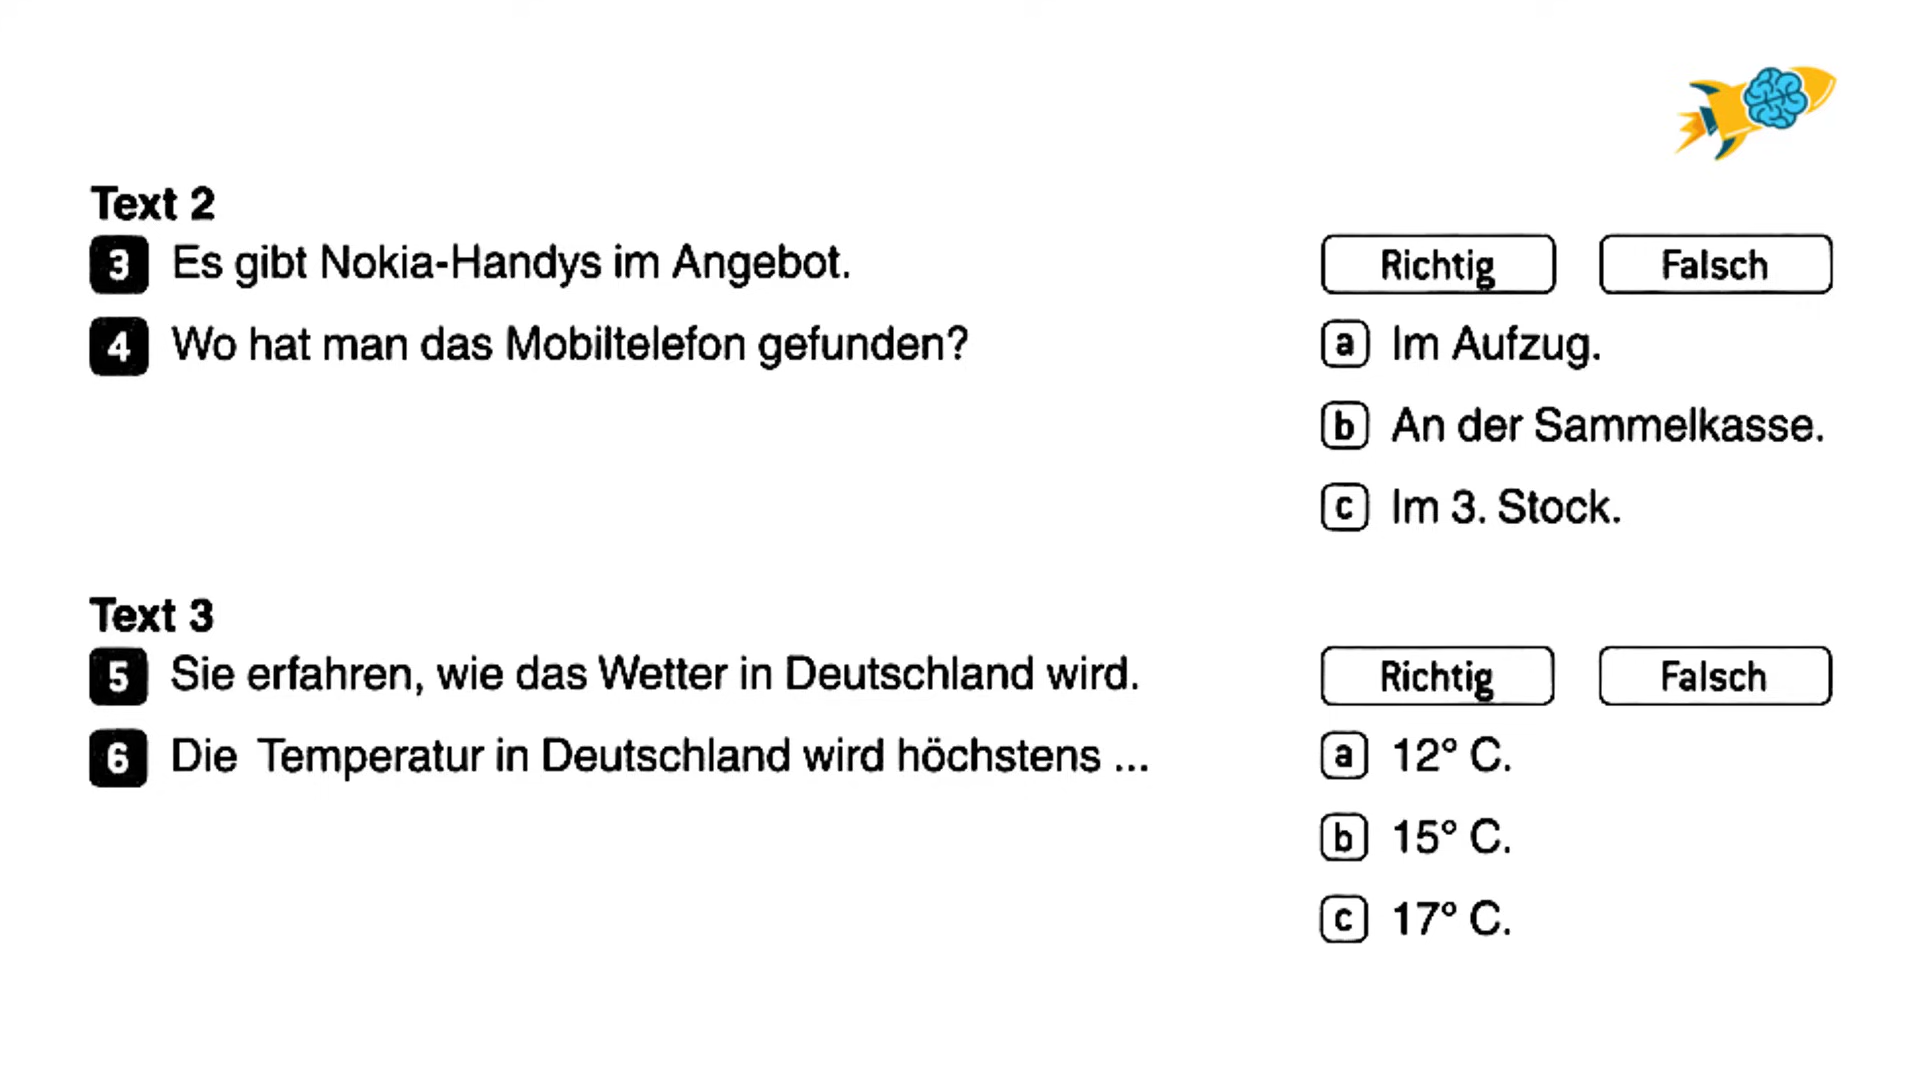 Text 2
3 Es gibt Nokia-Handys im Angebot. Richtig Falsch
4 Wo hat man das Mobiltelefon gefunden? a Im Aufzug.
b An der Sammelkasse.
c Im 3. Stock.
Text 3
5 Sie erfahren, wie das Wetter in Deutschland wird. Richtig Falsch
6 Die Temperatur in Deutschland wird höchstens ... a 12° C.
b 15° C.
c 17° C.